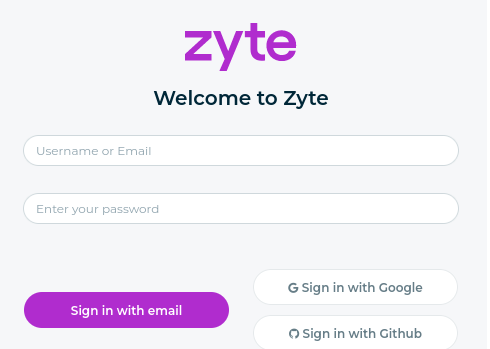 zyte
Welcome to Zyte
Username or Email
Enter your password
Sign in with email
Sign in with Google
Sign in with Github